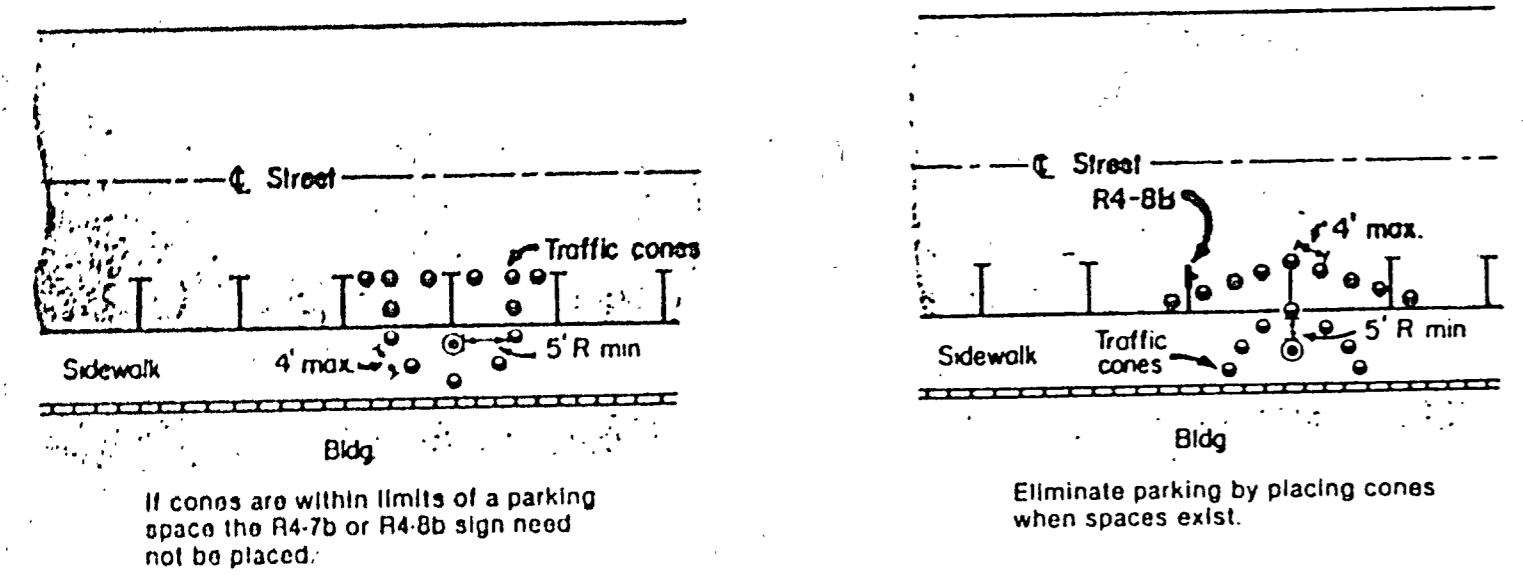 ℄ Street
Traffic cones
5' R min
4' max
Sidewalk
Bldg
If cones are within limits of a parking
space the R4-7b or R4-8b sign need
not be placed.
℄ Street
R4-8b
4' max.
5' R min
Traffic
cones
Sidewalk
Bldg
Eliminate parking by placing cones
when spaces exist.